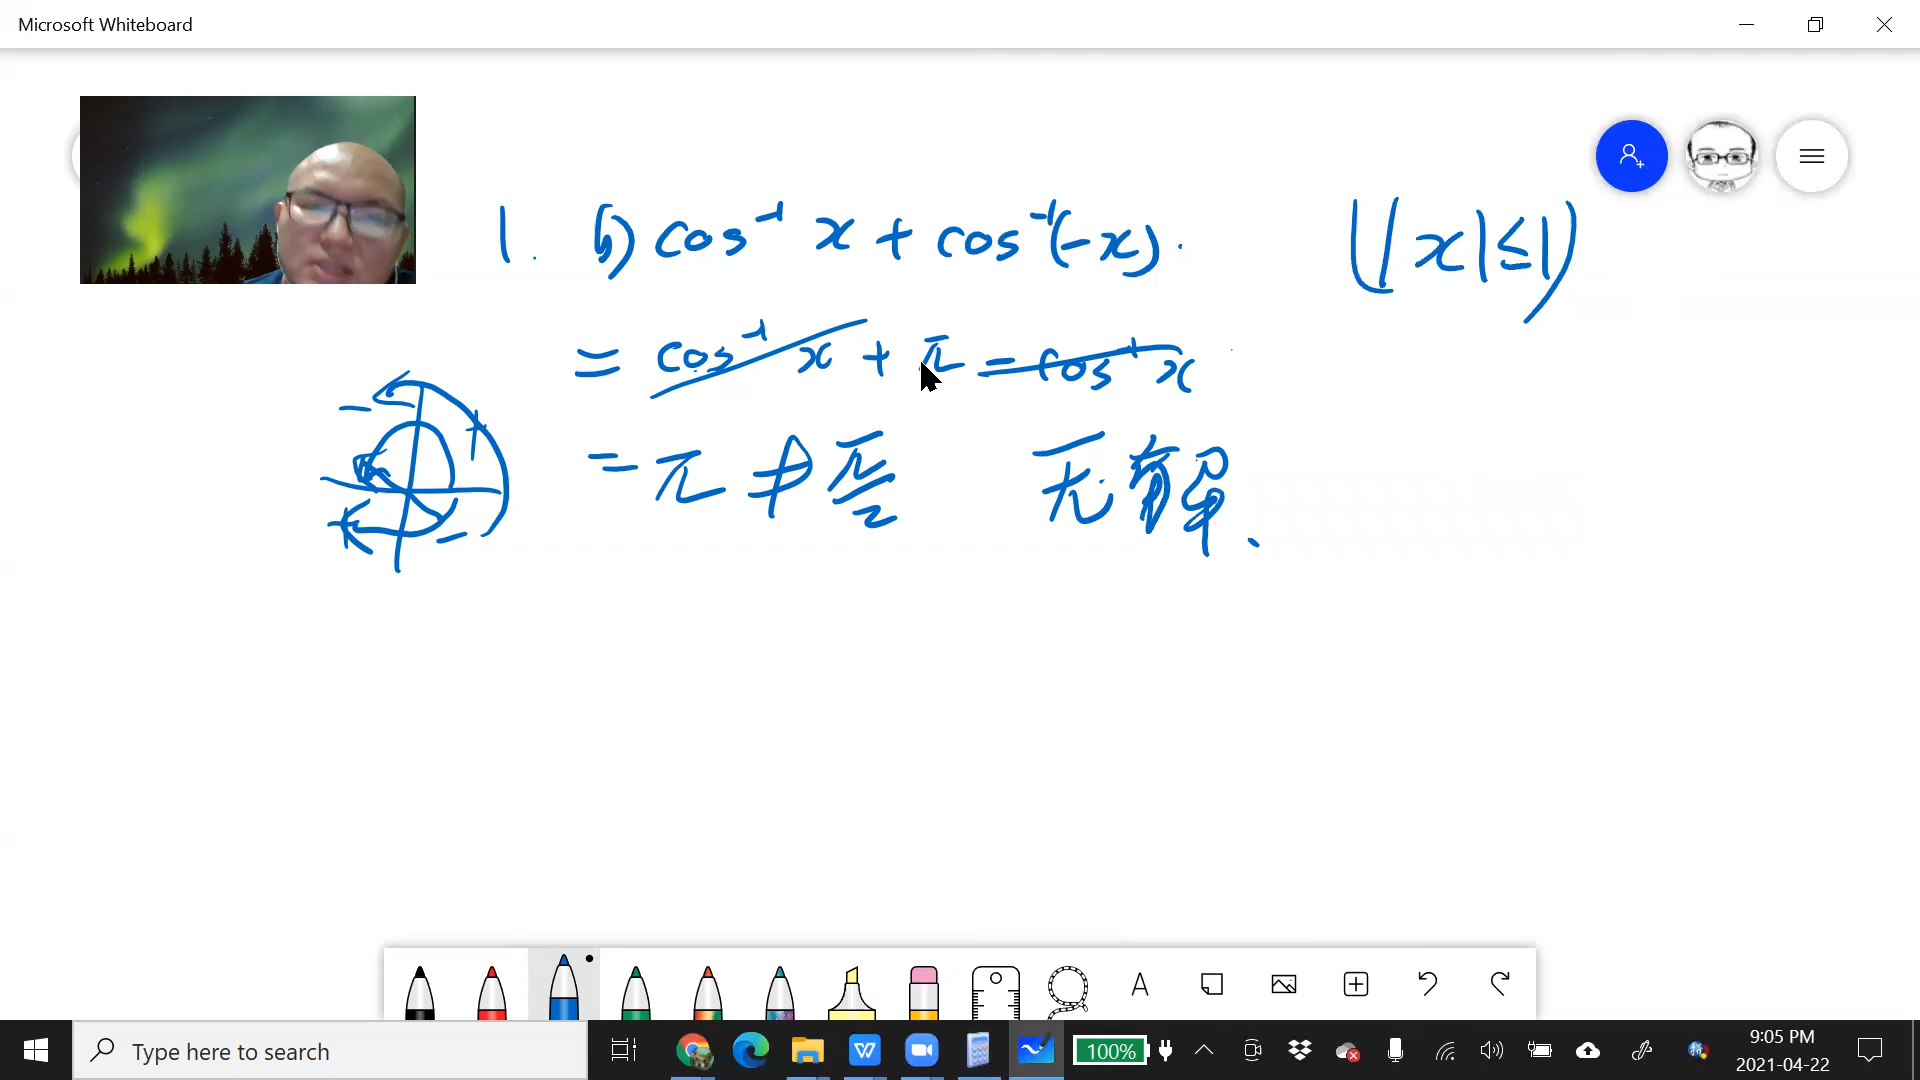 Microsoft Whiteboard
1. b) cos⁻¹ x + cos⁻¹(-x). (|x|≤1)
= cos⁻¹ x + π - cos⁻¹ x
= π ≠ π/2 无解.
A
Type here to search
100%
9:05 PM
2021-04-22